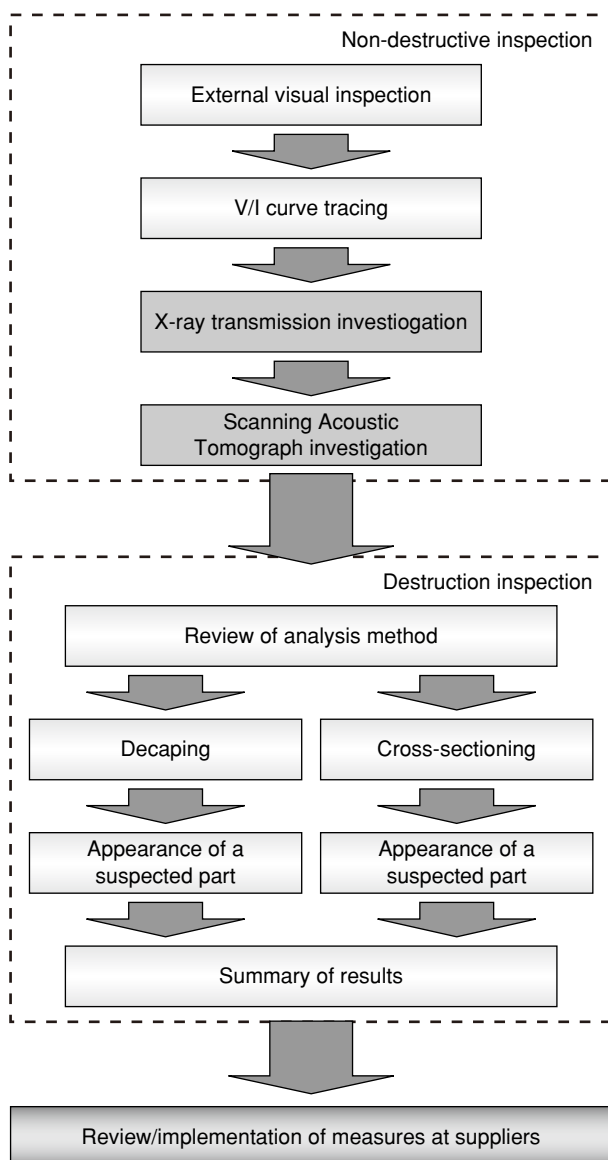 Non-destructive inspection
External visual inspection
V/I curve tracing
X-ray transmission investiogation
Scanning Acoustic
Tomograph investigation
Destruction inspection
Review of analysis method
Decaping
Cross-sectioning
Appearance of a
suspected part
Appearance of a
suspected part
Summary of results
Review/implementation of measures at suppliers